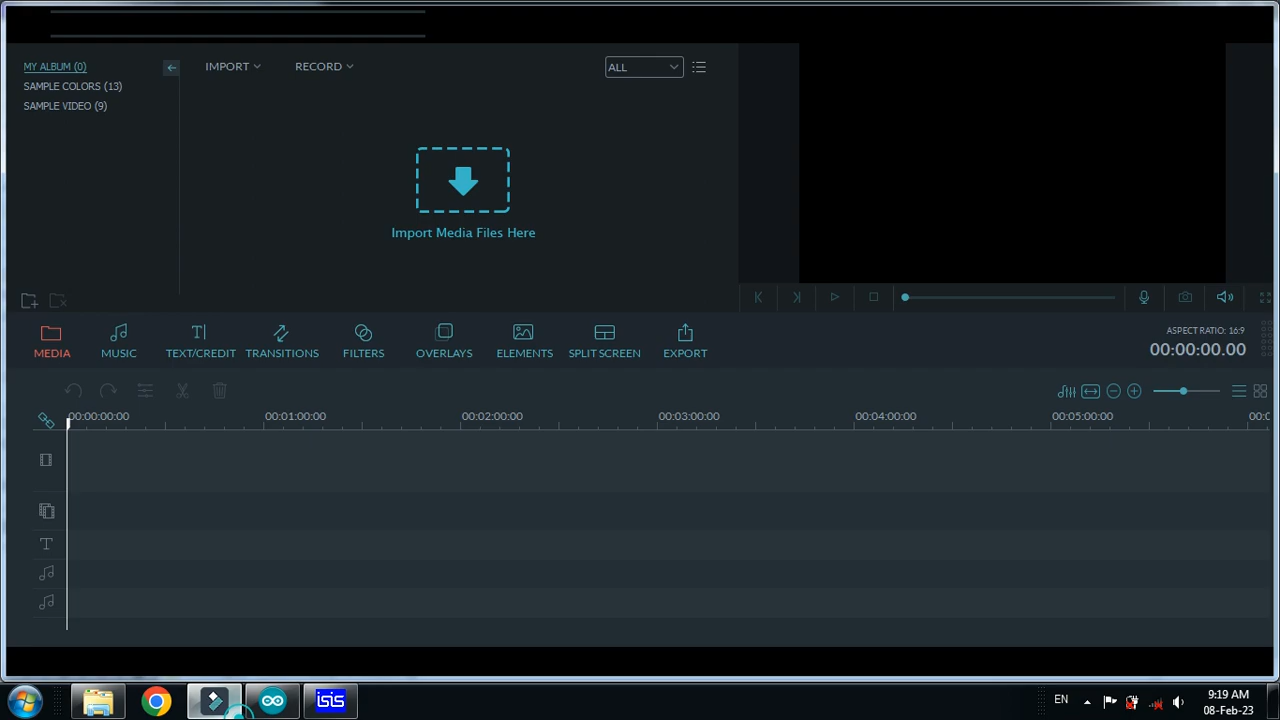 MY ALBUM (0)
IMPORT
RECORD
ALL
SAMPLE COLORS (13)
SAMPLE VIDEO (9)
Import Media Files Here
MEDIA
MUSIC
TEXT/CREDIT
TRANSITIONS
FILTERS
OVERLAYS
ELEMENTS
SPLIT SCREEN
EXPORT
ASPECT RATIO: 16:9
00:00:00.00
00:00:00:00
00:01:00:00
00:02:00:00
00:03:00:00
00:04:00:00
00:05:00:00
T
isis
EN
9:19 AM
08-Feb-23